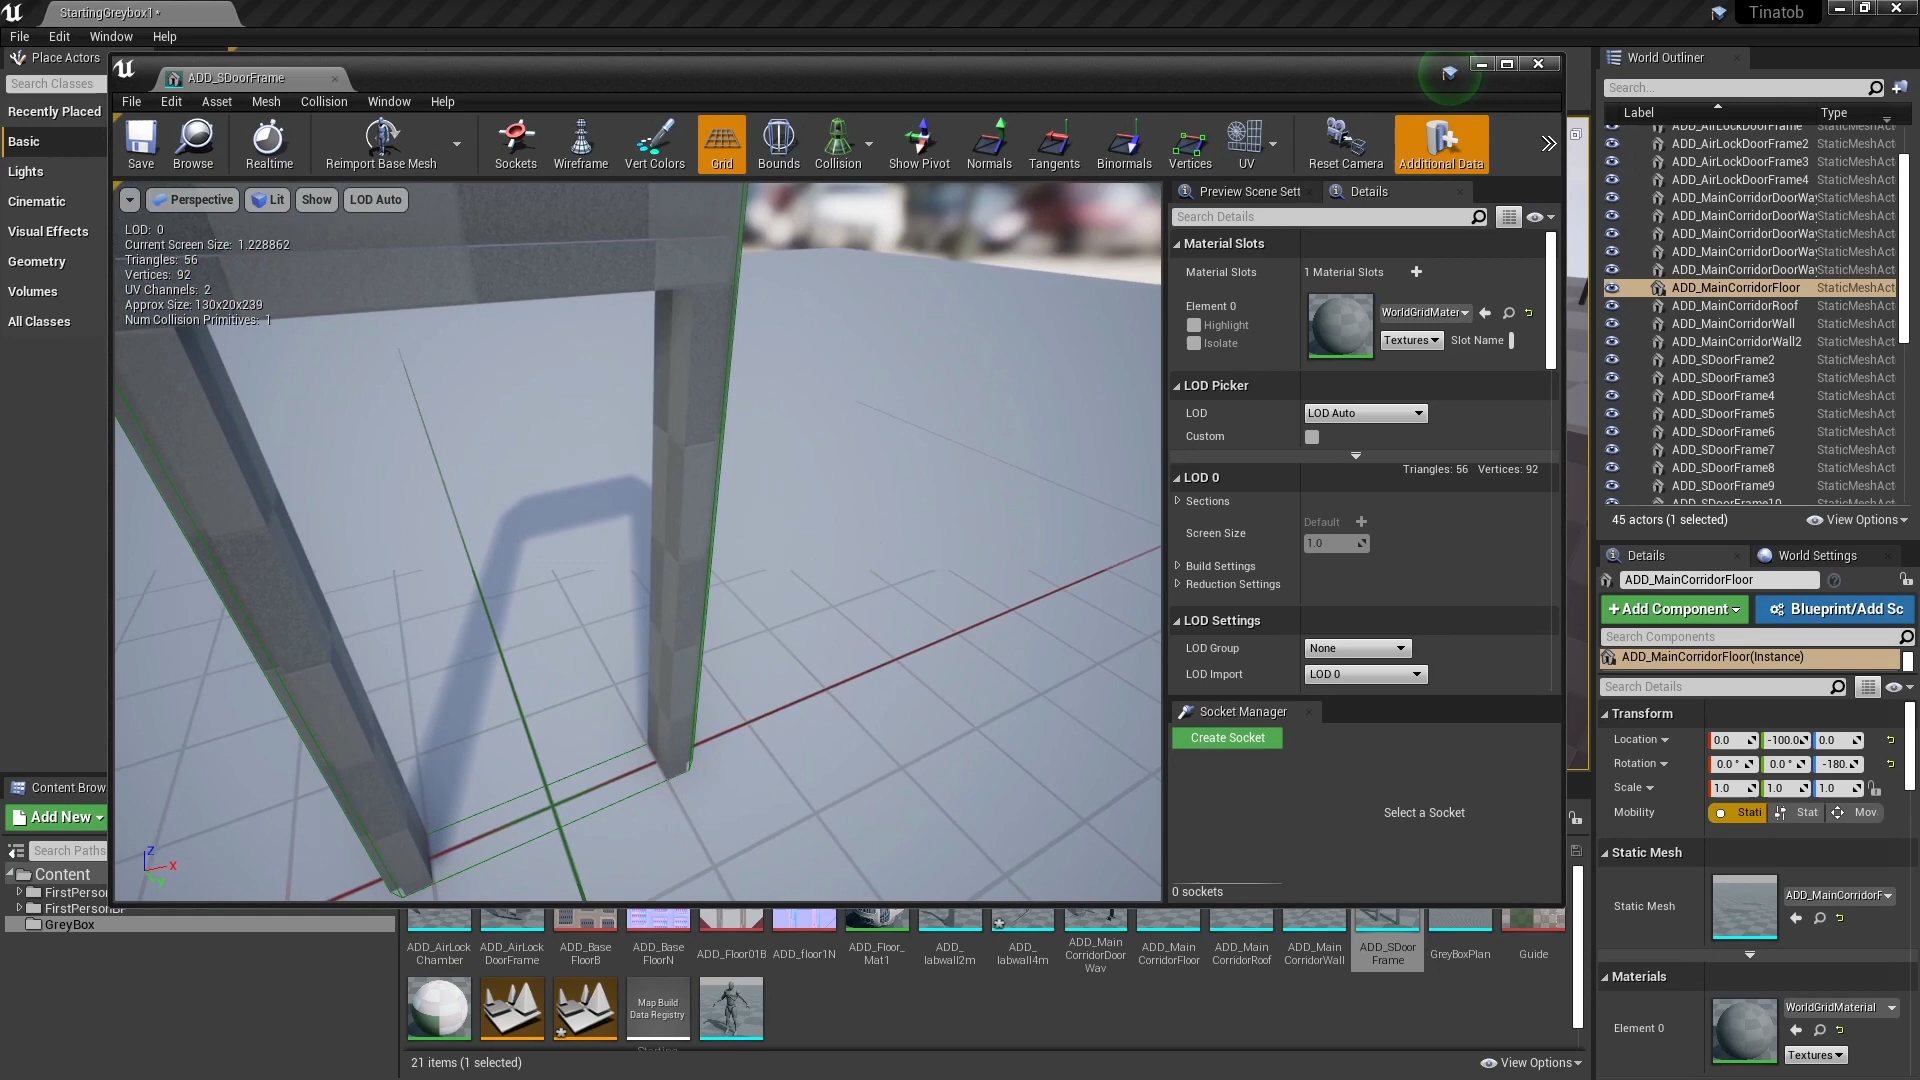 StartingGreybox1*
Tinatob
File
Edit
Window
Help
Place Actors
Search Classes
Recently Placed
Basic
Lights
Cinematic
Visual Effects
Geometry
Volumes
All Classes
ADD_SDoorFrame
File
Edit
Asset
Mesh
Collision
Window
Help
Save
Browse
Realtime
Reimport Base Mesh
Sockets
Wireframe
Vert Colors
Grid
Bounds
Collision
Show Pivot
Normals
Tangents
Binormals
Vertices
UV
Reset Camera
Additional Data
Perspective
Lit
Show
LOD Auto
LOD: 0
Current Screen Size: 1.228862
Triangles: 56
Vertices: 92
UV Channels: 2
Approx Size: 130x20x239
Num Collision Primitives: 1
Z
X
Y
Preview Scene Sett
Details
Search Details
Material Slots
Material Slots
1 Material Slots
Element 0
Highlight
Isolate
WorldGridMater
Textures
Slot Name
LOD Picker
LOD
LOD Auto
Custom
LOD 0
Triangles: 56 Vertices: 92
Sections
Screen Size
Default
1.0
Build Settings
Reduction Settings
LOD Settings
LOD Group
None
LOD Import
LOD 0
Socket Manager
Create Socket
Select a Socket
0 sockets
World Outliner
Search...
Label
Type
ADD_AirLockDoorFrame StaticMeshAct
ADD_AirLockDoorFrame2 StaticMeshAct
ADD_AirLockDoorFrame3 StaticMeshAct
ADD_AirLockDoorFrame4 StaticMeshAct
ADD_MainCorridorDoorWay StaticMeshAct
ADD_MainCorridorDoorWay StaticMeshAct
ADD_MainCorridorDoorWay StaticMeshAct
ADD_MainCorridorDoorWay StaticMeshAct
ADD_MainCorridorDoorWay StaticMeshAct
ADD_MainCorridorFloor StaticMeshAct
ADD_MainCorridorRoof StaticMeshAct
ADD_MainCorridorWall StaticMeshAct
ADD_MainCorridorWall2 StaticMeshAct
ADD_SDoorFrame2 StaticMeshAct
ADD_SDoorFrame3 StaticMeshAct
ADD_SDoorFrame4 StaticMeshAct
ADD_SDoorFrame5 StaticMeshAct
ADD_SDoorFrame6 StaticMeshAct
ADD_SDoorFrame7 StaticMeshAct
ADD_SDoorFrame8 StaticMeshAct
ADD_SDoorFrame9 StaticMeshAct
ADD_SDoorFrame10 StaticMeshAct
45 actors (1 selected)
View Options
Details
World Settings
ADD_MainCorridorFloor
+Add Component
Blueprint/Add Sc
Search Components
ADD_MainCorridorFloor(Instance)
Search Details
Transform
Location 0.0 -100.0 0.0
Rotation 0.0 ° 0.0 ° -180.
Scale 1.0 1.0 1.0
Mobility Stati Stat Mov
Static Mesh
Static Mesh
ADD_MainCorridorF
Materials
Element 0
WorldGridMaterial
Textures
Content Brow
Add New
Search Paths
Content
FirstPerson
FirstPersonBP
GreyBox
ADD_AirLock
Chamber
ADD_AirLock
DoorFrame
ADD_Base
FloorB
ADD_Base
FloorN
ADD_Floor01B
ADD_floor1N
ADD_Floor_
Mat1
ADD_
labwall2m
ADD_
labwall4m
ADD_Main
CorridorDoor
Way
ADD_Main
CorridorFloor
ADD_Main
CorridorRoof
ADD_Main
CorridorWall
ADD_SDoor
Frame
GreyBoxPlan
Guide
Map Build
Data Registry
Starting
21 items (1 selected)
View Options